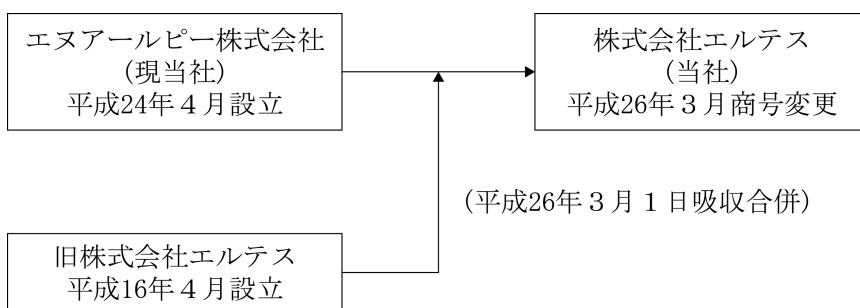 エヌアールピー株式会社
(現当社)
平成24年４月設立
株式会社エルテス
(当社)
平成26年３月商号変更
(平成26年３月１日吸収合併)
旧株式会社エルテス
平成16年４月設立